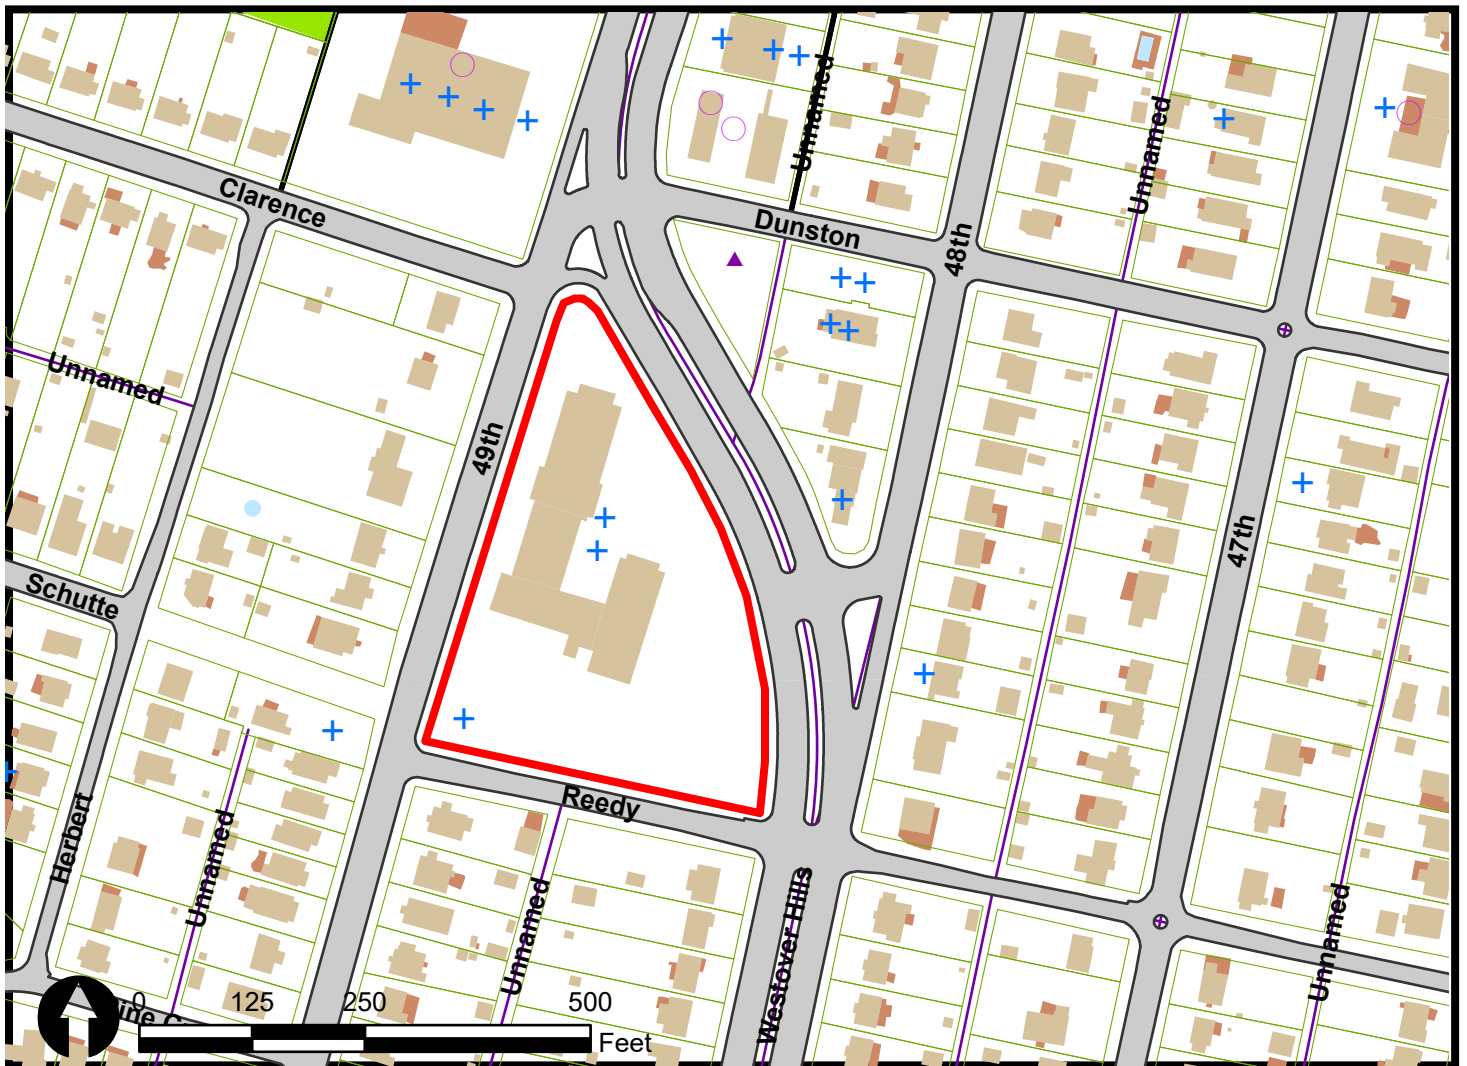 Clarence
Dunston
Unnamed
Unnamed
48th
Unnamed
49th
47th
Schutte
Herbert
Unnamed
Reedy
Unnamed
Westover Hills
Unnamed
0 125 250 500
Feet